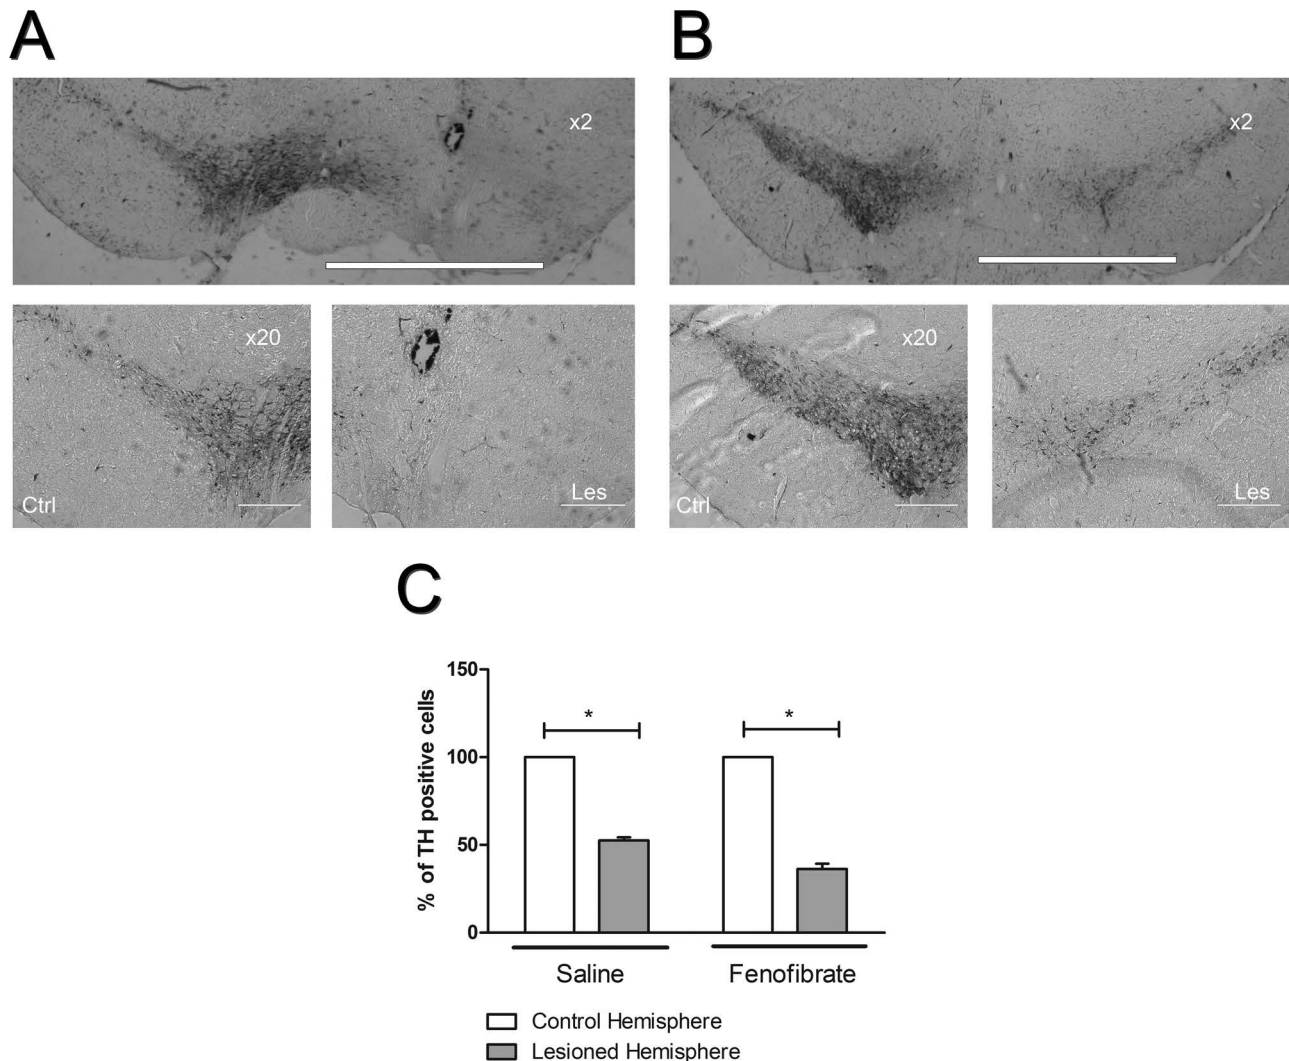 A
B
x2
x2
x20
Ctrl
Les
x20
Ctrl
Les
C
% of TH positive cells
150
100
50
0
*
*
Saline
Fenofibrate
Control Hemisphere
Lesioned Hemisphere